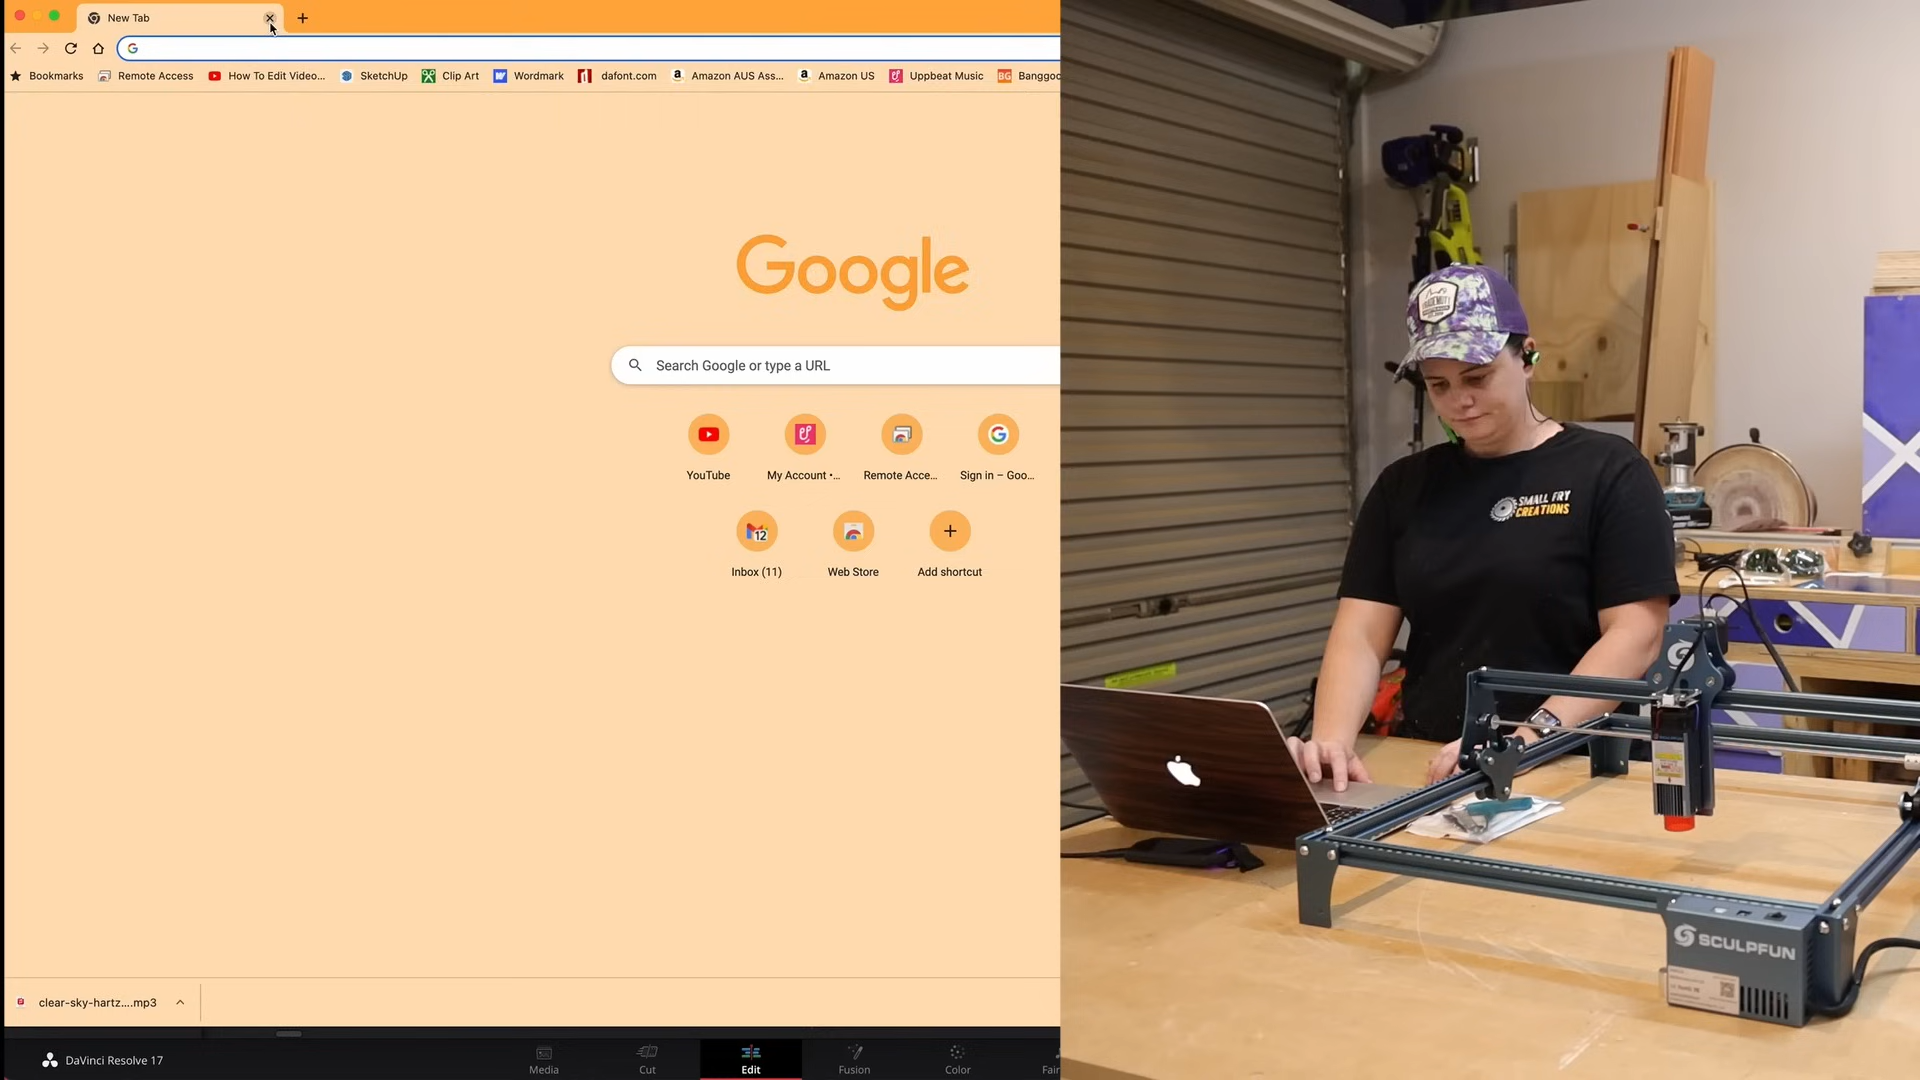 New Tab
Bookmarks
Remote Access
How To Edit Video...
SketchUp
Clip Art
Wordmark
dafont.com
Amazon AUS Ass...
Amazon US
Uppbeat Music
BG
Google
Search Google or type a URL
YouTube
My Account •...
Remote Acce...
Sign in – Goo...
12
Inbox (11)
Web Store
Add shortcut
clear-sky-hartz....mp3
DaVinci Resolve 17
Media
Cut
Edit
Fusion
Color
SMALL FRY
CREATIONS
SCULPFUN